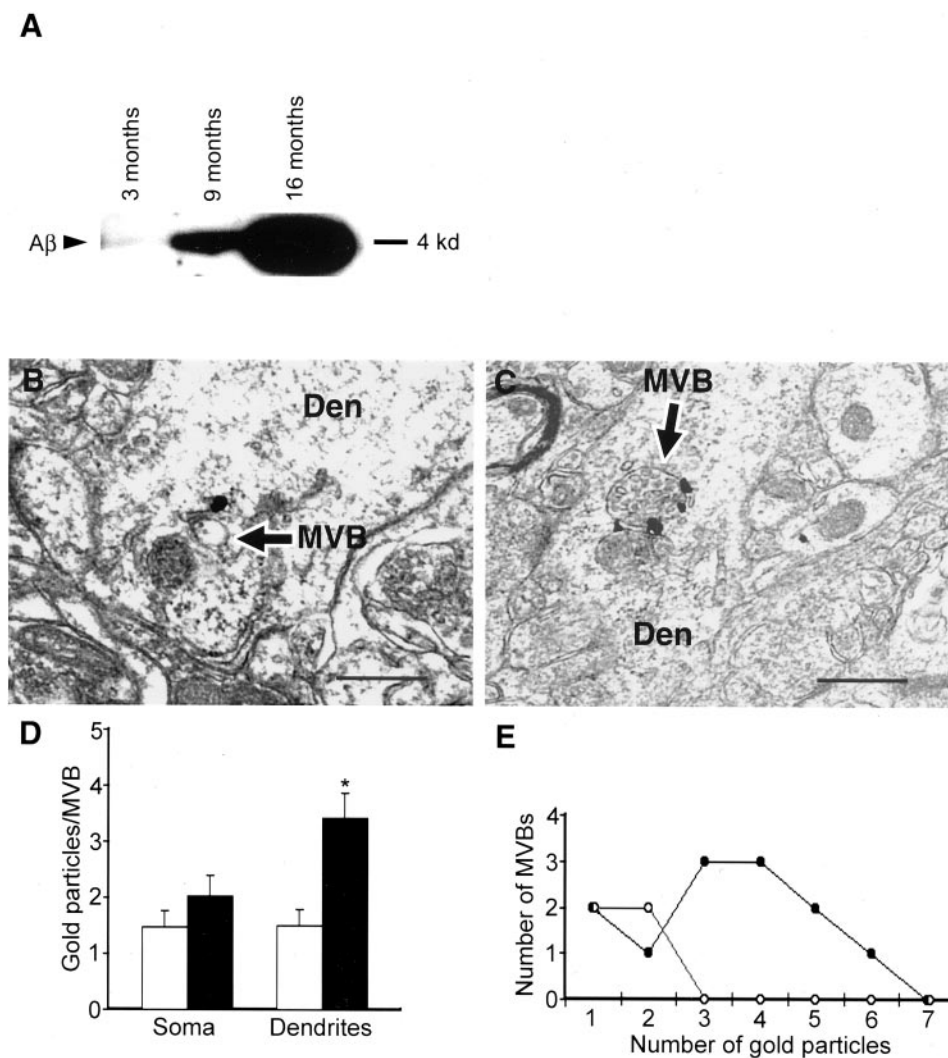 A
3 months
9 months
16 months
Aβ
4 kd
B
Den
MVB
C
MVB
Den
D
Gold particles/MVB
5
4
3
2
1
0
*
Soma
Dendrites
E
Number of MVBs
4
3
2
1
0
1 2 3 4 5 6 7
Number of gold particles